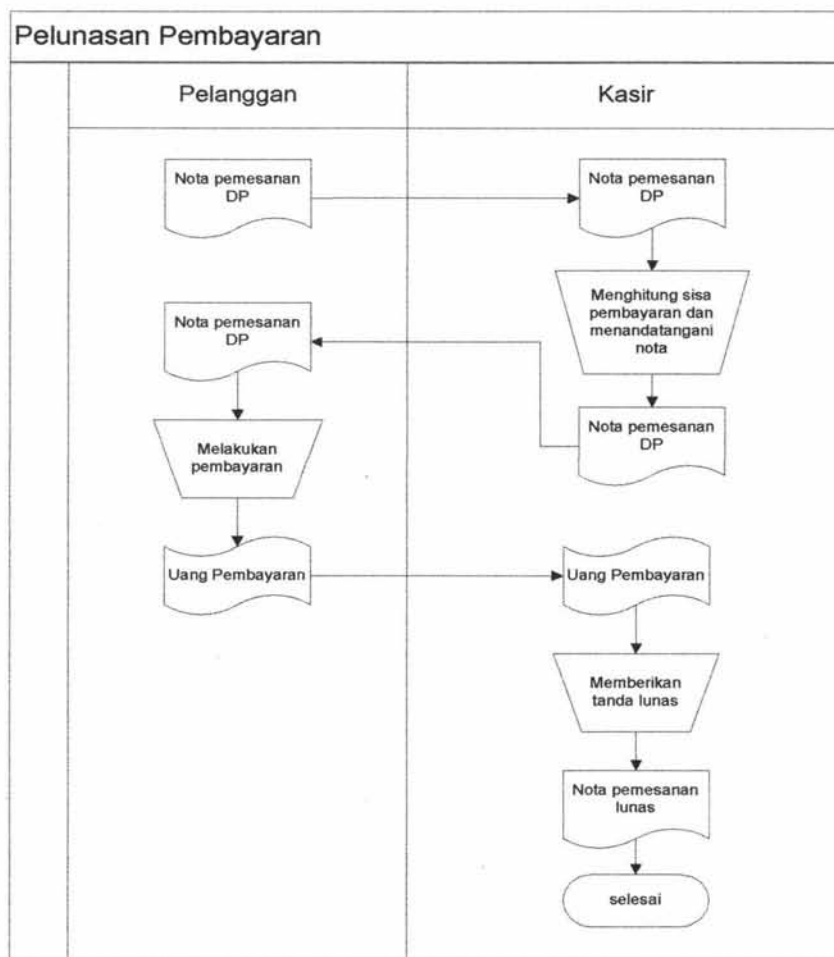 Pelunasan Pembayaran
Pelanggan
Kasir
Nota pemesanan
DP
Nota pemesanan
DP
Menghitung sisa
pembayaran dan
menandatangani
nota
Nota pemesanan
DP
Nota pemesanan
DP
Melakukan
pembayaran
Uang Pembayaran
Uang Pembayaran
Memberikan
tanda lunas
Nota pemesanan
lunas
selesai